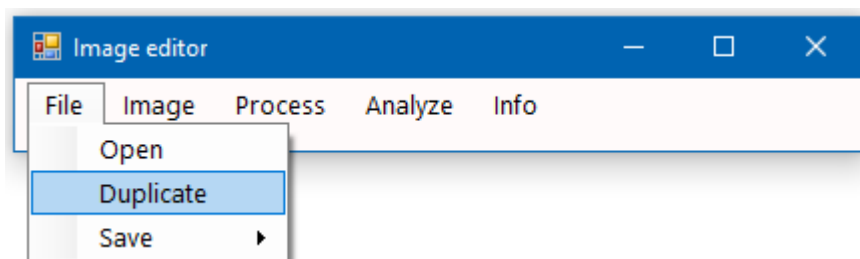 Image editor
File Image Process Analyze Info
Open
Duplicate
Save